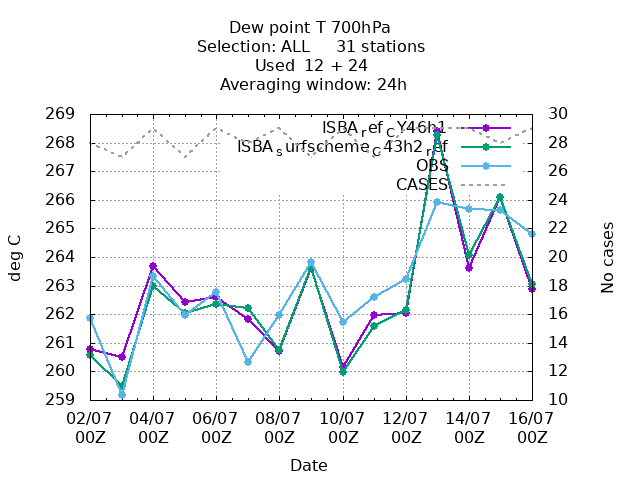 Dew point T 700hPa
Selection: ALL     31 stations
Used  12 + 24
Averaging window: 24h
269
268
267
266
265
264
263
262
261
260
259
30
28
26
24
22
20
18
16
14
12
10
ISBA_ref_CY46h1
ISBA_surfscheme_C43h2_ref
OBS
CASES
deg C
No cases
02/07 04/07 06/07 08/07 10/07 12/07 14/07 16/07
00Z 00Z 00Z 00Z 00Z 00Z 00Z 00Z
Date